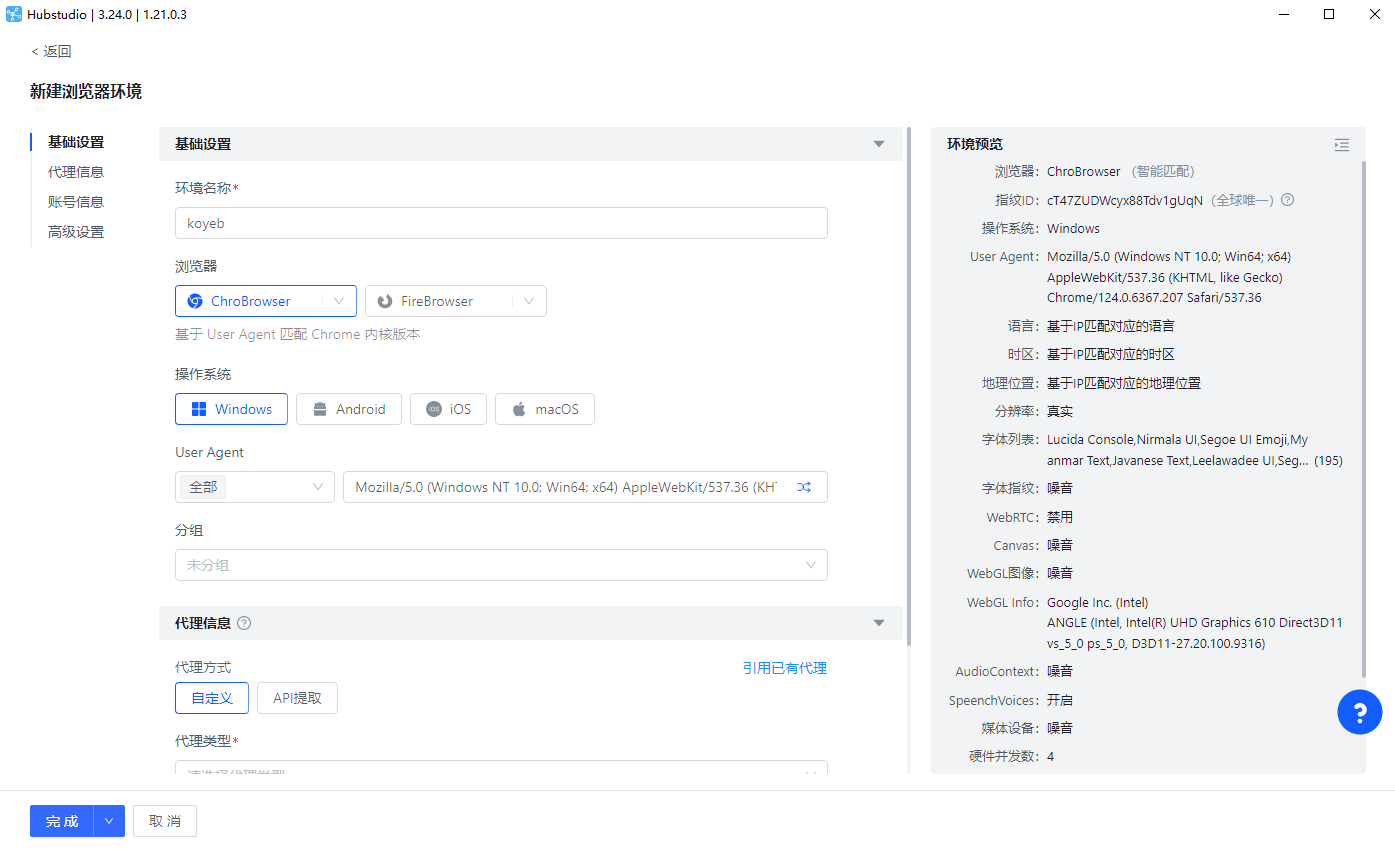 Hubstudio | 3.24.0 | 1.21.0.3
< 返回
新建浏览器环境
基础设置
代理信息
账号信息
高级设置
基础设置
环境名称*
koyeb
浏览器
ChroBrowser
FireBrowser
基于 User Agent 匹配 Chrome 内核版本
操作系统
Windows
Android
iOS
macOS
User Agent
全部
Mozilla/5.0 (Windows NT 10.0; Win64; x64) AppleWebKit/537.36 (KHT
分组
未分组
代理信息
代理方式
引用已有代理
自定义
API提取
代理类型*
请选择代理类型
完 成
取 消
环境预览
浏览器: ChroBrowser (智能匹配)
指纹ID: cT47ZUDWcyx88Tdv1gUqN (全球唯一)
操作系统: Windows
User Agent: Mozilla/5.0 (Windows NT 10.0; Win64; x64)
AppleWebKit/537.36 (KHTML, like Gecko)
Chrome/124.0.6367.207 Safari/537.36
语言: 基于IP匹配对应的语言
时区: 基于IP匹配对应的时区
地理位置: 基于IP匹配对应的地理位置
分辨率: 真实
字体列表: Lucida Console,Nirmala UI,Segoe UI Emoji,My
anmar Text,Javanese Text,Leelawadee UI,Seg... (195)
字体指纹: 噪音
WebRTC: 禁用
Canvas: 噪音
WebGL图像: 噪音
WebGL Info: Google Inc. (Intel)
ANGLE (Intel, Intel(R) UHD Graphics 610 Direct3D11
vs_5_0 ps_5_0, D3D11-27.20.100.9316)
AudioContext: 噪音
SpeenchVoices: 开启
媒体设备: 噪音
硬件并发数: 4